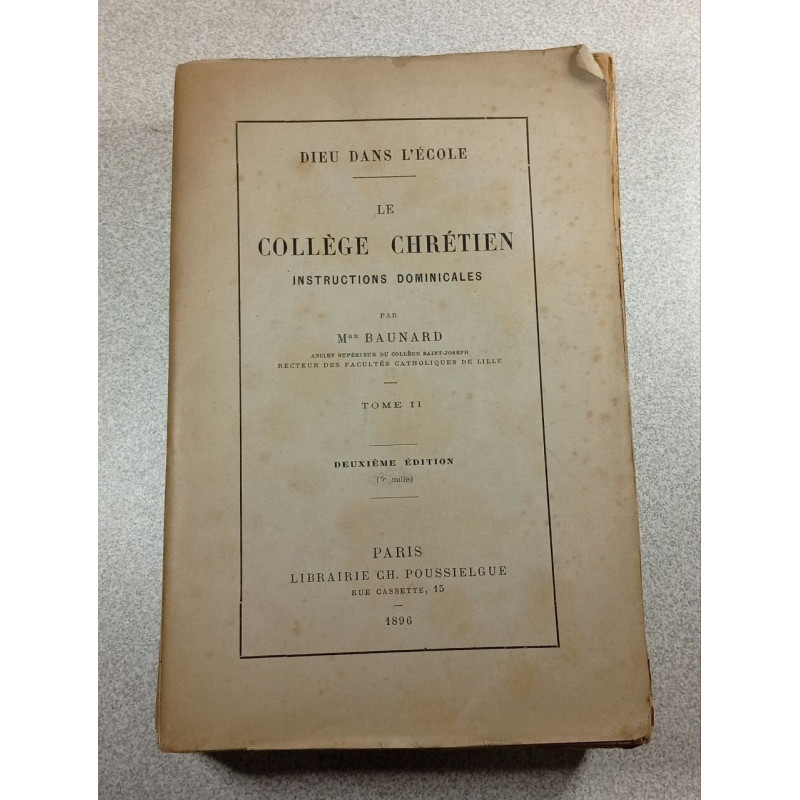 DIEU DANS L'ÉCOLE
LE
COLLÈGE CHRÉTIEN
INSTRUCTIONS DOMINICALES
PAR
Mgr BAUNARD
ANCIEN SUPÉRIEUR DU COLLÈGE SAINT-JOSEPH
RECTEUR DES FACULTÉS CATHOLIQUES DE LILLE
TOME II
DEUXIÈME ÉDITION
mille)
PARIS
LIBRAIRIE CH. POUSSIELGUE
RUE CASSETTE, 15
1896